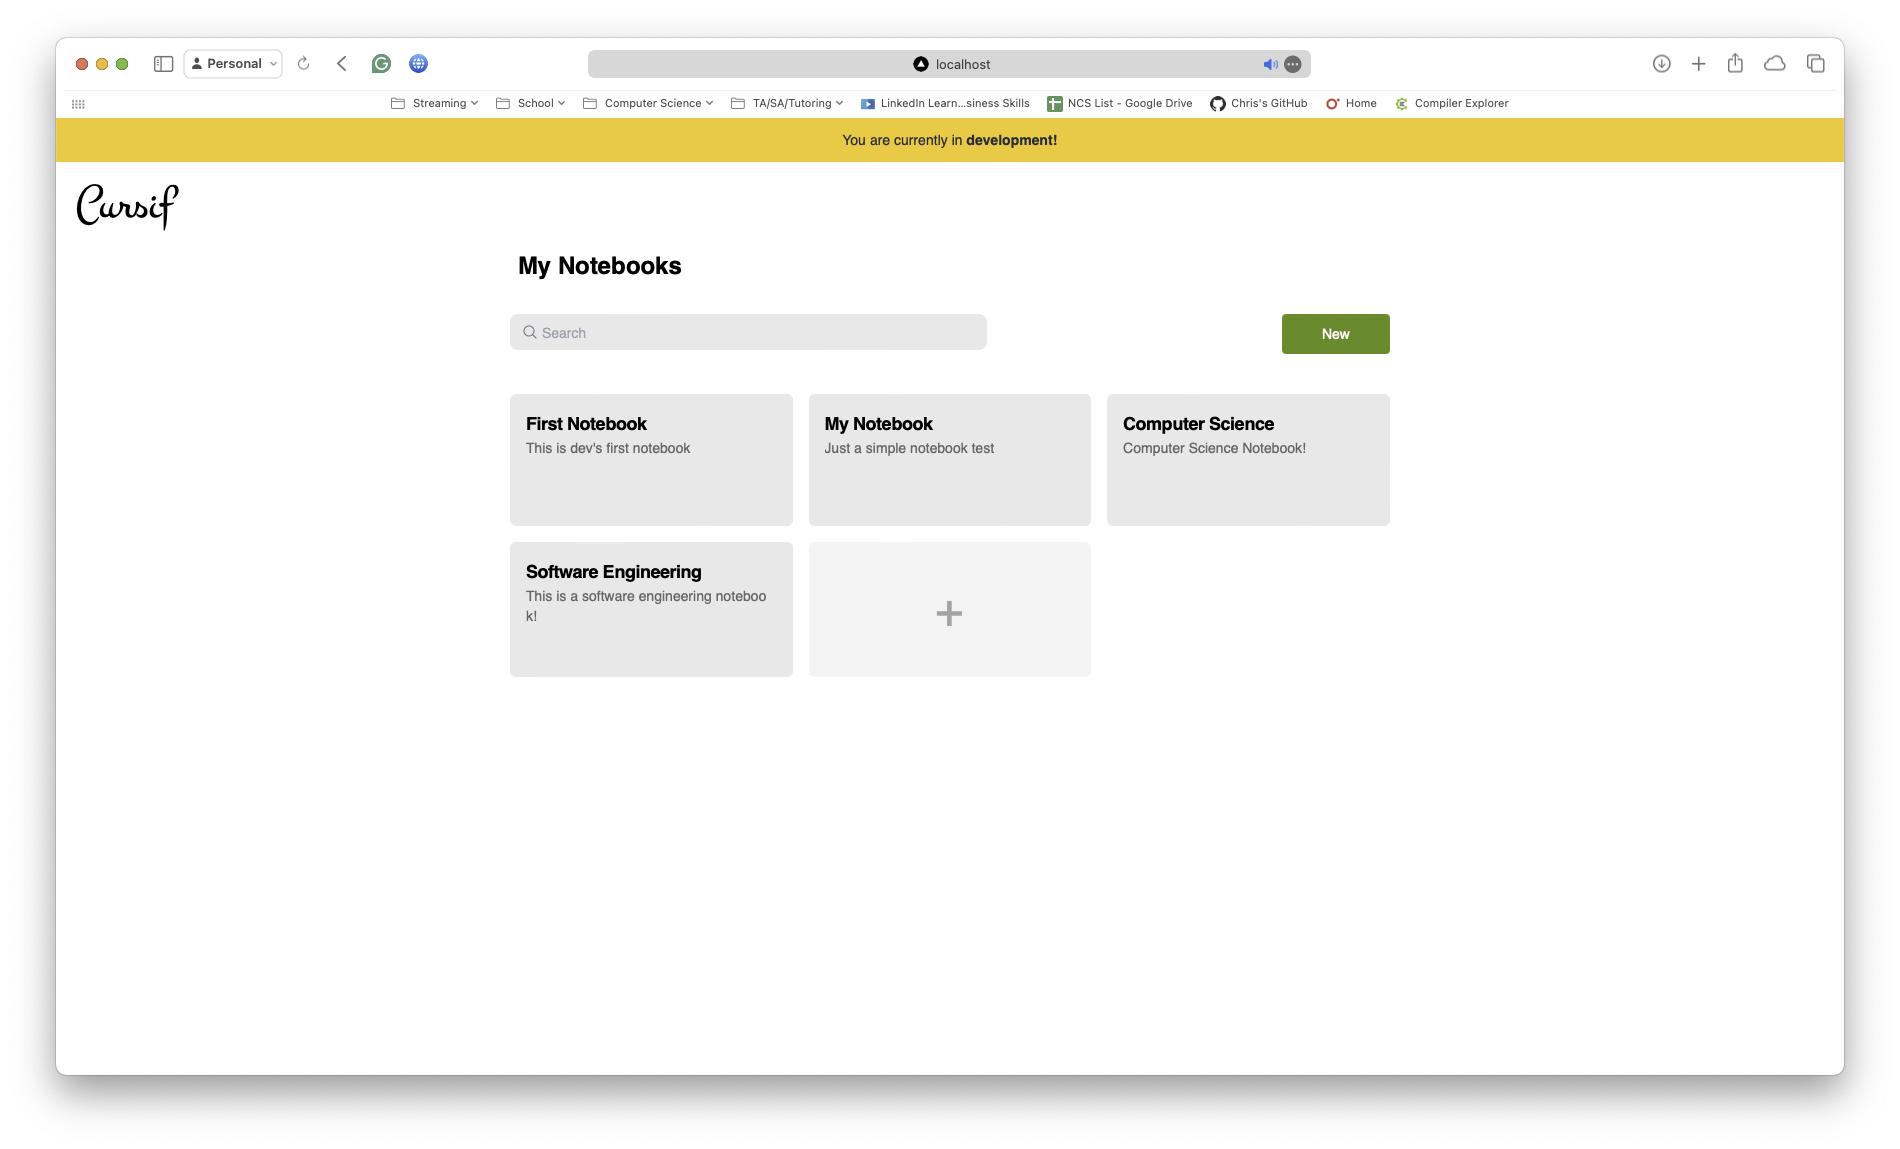 Personal
localhost
Streaming School Computer Science TA/SA/Tutoring LinkedIn Learn...siness Skills NCS List - Google Drive Chris's GitHub Home Compiler Explorer
You are currently in development!
Cursif
My Notebooks
Search
New
First Notebook
This is dev's first notebook
My Notebook
Just a simple notebook test
Computer Science
Computer Science Notebook!
Software Engineering
This is a software engineering noteboo
k!